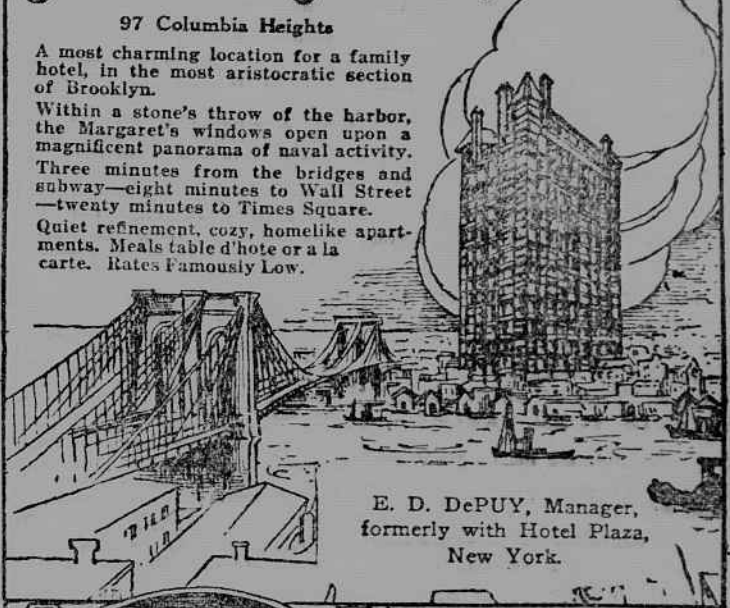 97 Columbia Heights
A most charming location for a family
hotel, in the most aristocratic section
of Brooklyn.
Within a stone's throw of the harbor,
the Margaret's windows open upon a
magnificent panorama of naval activity.
Three minutes from the bridges and
subway—eight minutes to Wall Street
—twenty minutes to Times Square.
Quiet refinement, cozy, homelike apart-
ments. Meals table d'hote or a la
carte. Rates Famously Low.
E. D. DePUY, Manager,
formerly with Hotel Plaza,
New York.